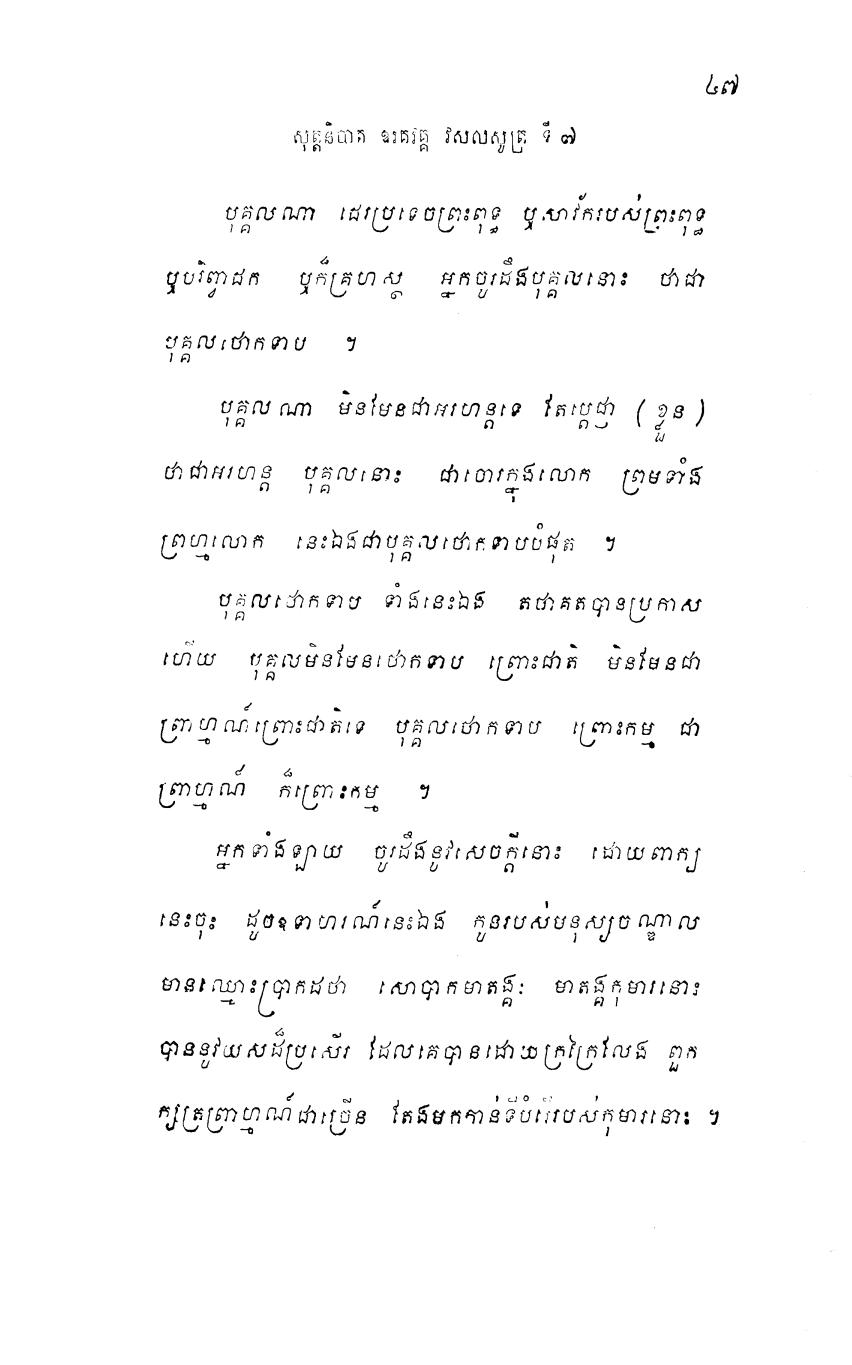 ៤៧
សុត្តនិបាត ឧរគវគ្គ វសលសូត្រ ទី ៧
បុគ្គលណា ជេរប្រទេចព្រះពុទ្ធ ឬសាវ័ករបស់ព្រះពុទ្ធ
ឬបរិព្វាជក ឬក៏គ្រហស្ថ អ្នកចូរដឹងបុគ្គលនោះ ថាជា
បុគ្គលថោកទាប ។
បុគ្គលណា មិនមែនជាអរហន្តទេ តែប្តេជ្ញា (ខ្លួន)
ថាជាអរហន្ត បុគ្គលនោះ ជាចោរក្នុងលោក ព្រមទាំង
ព្រហ្មលោក នេះឯងជាបុគ្គលថោកទាបបំផុត ។
បុគ្គលថោកទាប ទាំងនេះឯង តថាគតបានប្រកាស
ហើយ បុគ្គលមិនមែនថោកទាប ព្រោះជាតិ មិនមែនជា
ព្រាហ្មណ៍ព្រោះជាតិទេ បុគ្គលថោកទាប ព្រោះកម្ម ជា
ព្រាហ្មណ៍ ក៏ព្រោះកម្ម ។
អ្នកទាំងឡាយ ចូរដឹងនូវសេចក្តីនោះ ដោយពាក្យ
នេះចុះ ដូចឧទាហរណ៍នេះឯង កូនរបស់មនុស្សចណ្ឌាល
មានឈ្មោះប្រាកដថា សោបាកមាតង្គៈ មាតង្គកុមារនោះ
បាននូវយសដ៏ប្រសើរ ដែលគេបានដោយក្រក្រៃលែង ពួក
ក្សត្រព្រាហ្មណ៍ជាច្រើន តែងមកកាន់ទីបំរើរបស់កុមារនោះ ។